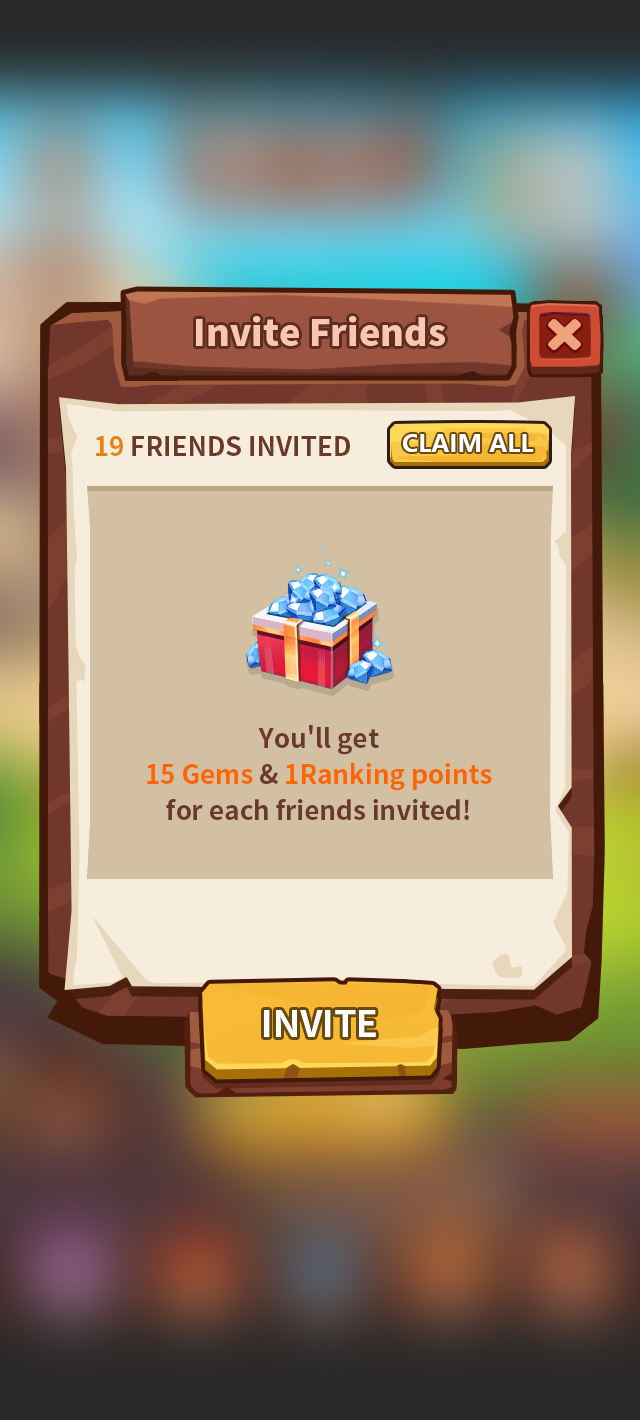 Invite Friends
19 FRIENDS INVITED
CLAIM ALL
You'll get
15 Gems & 1Ranking points
for each friends invited!
INVITE